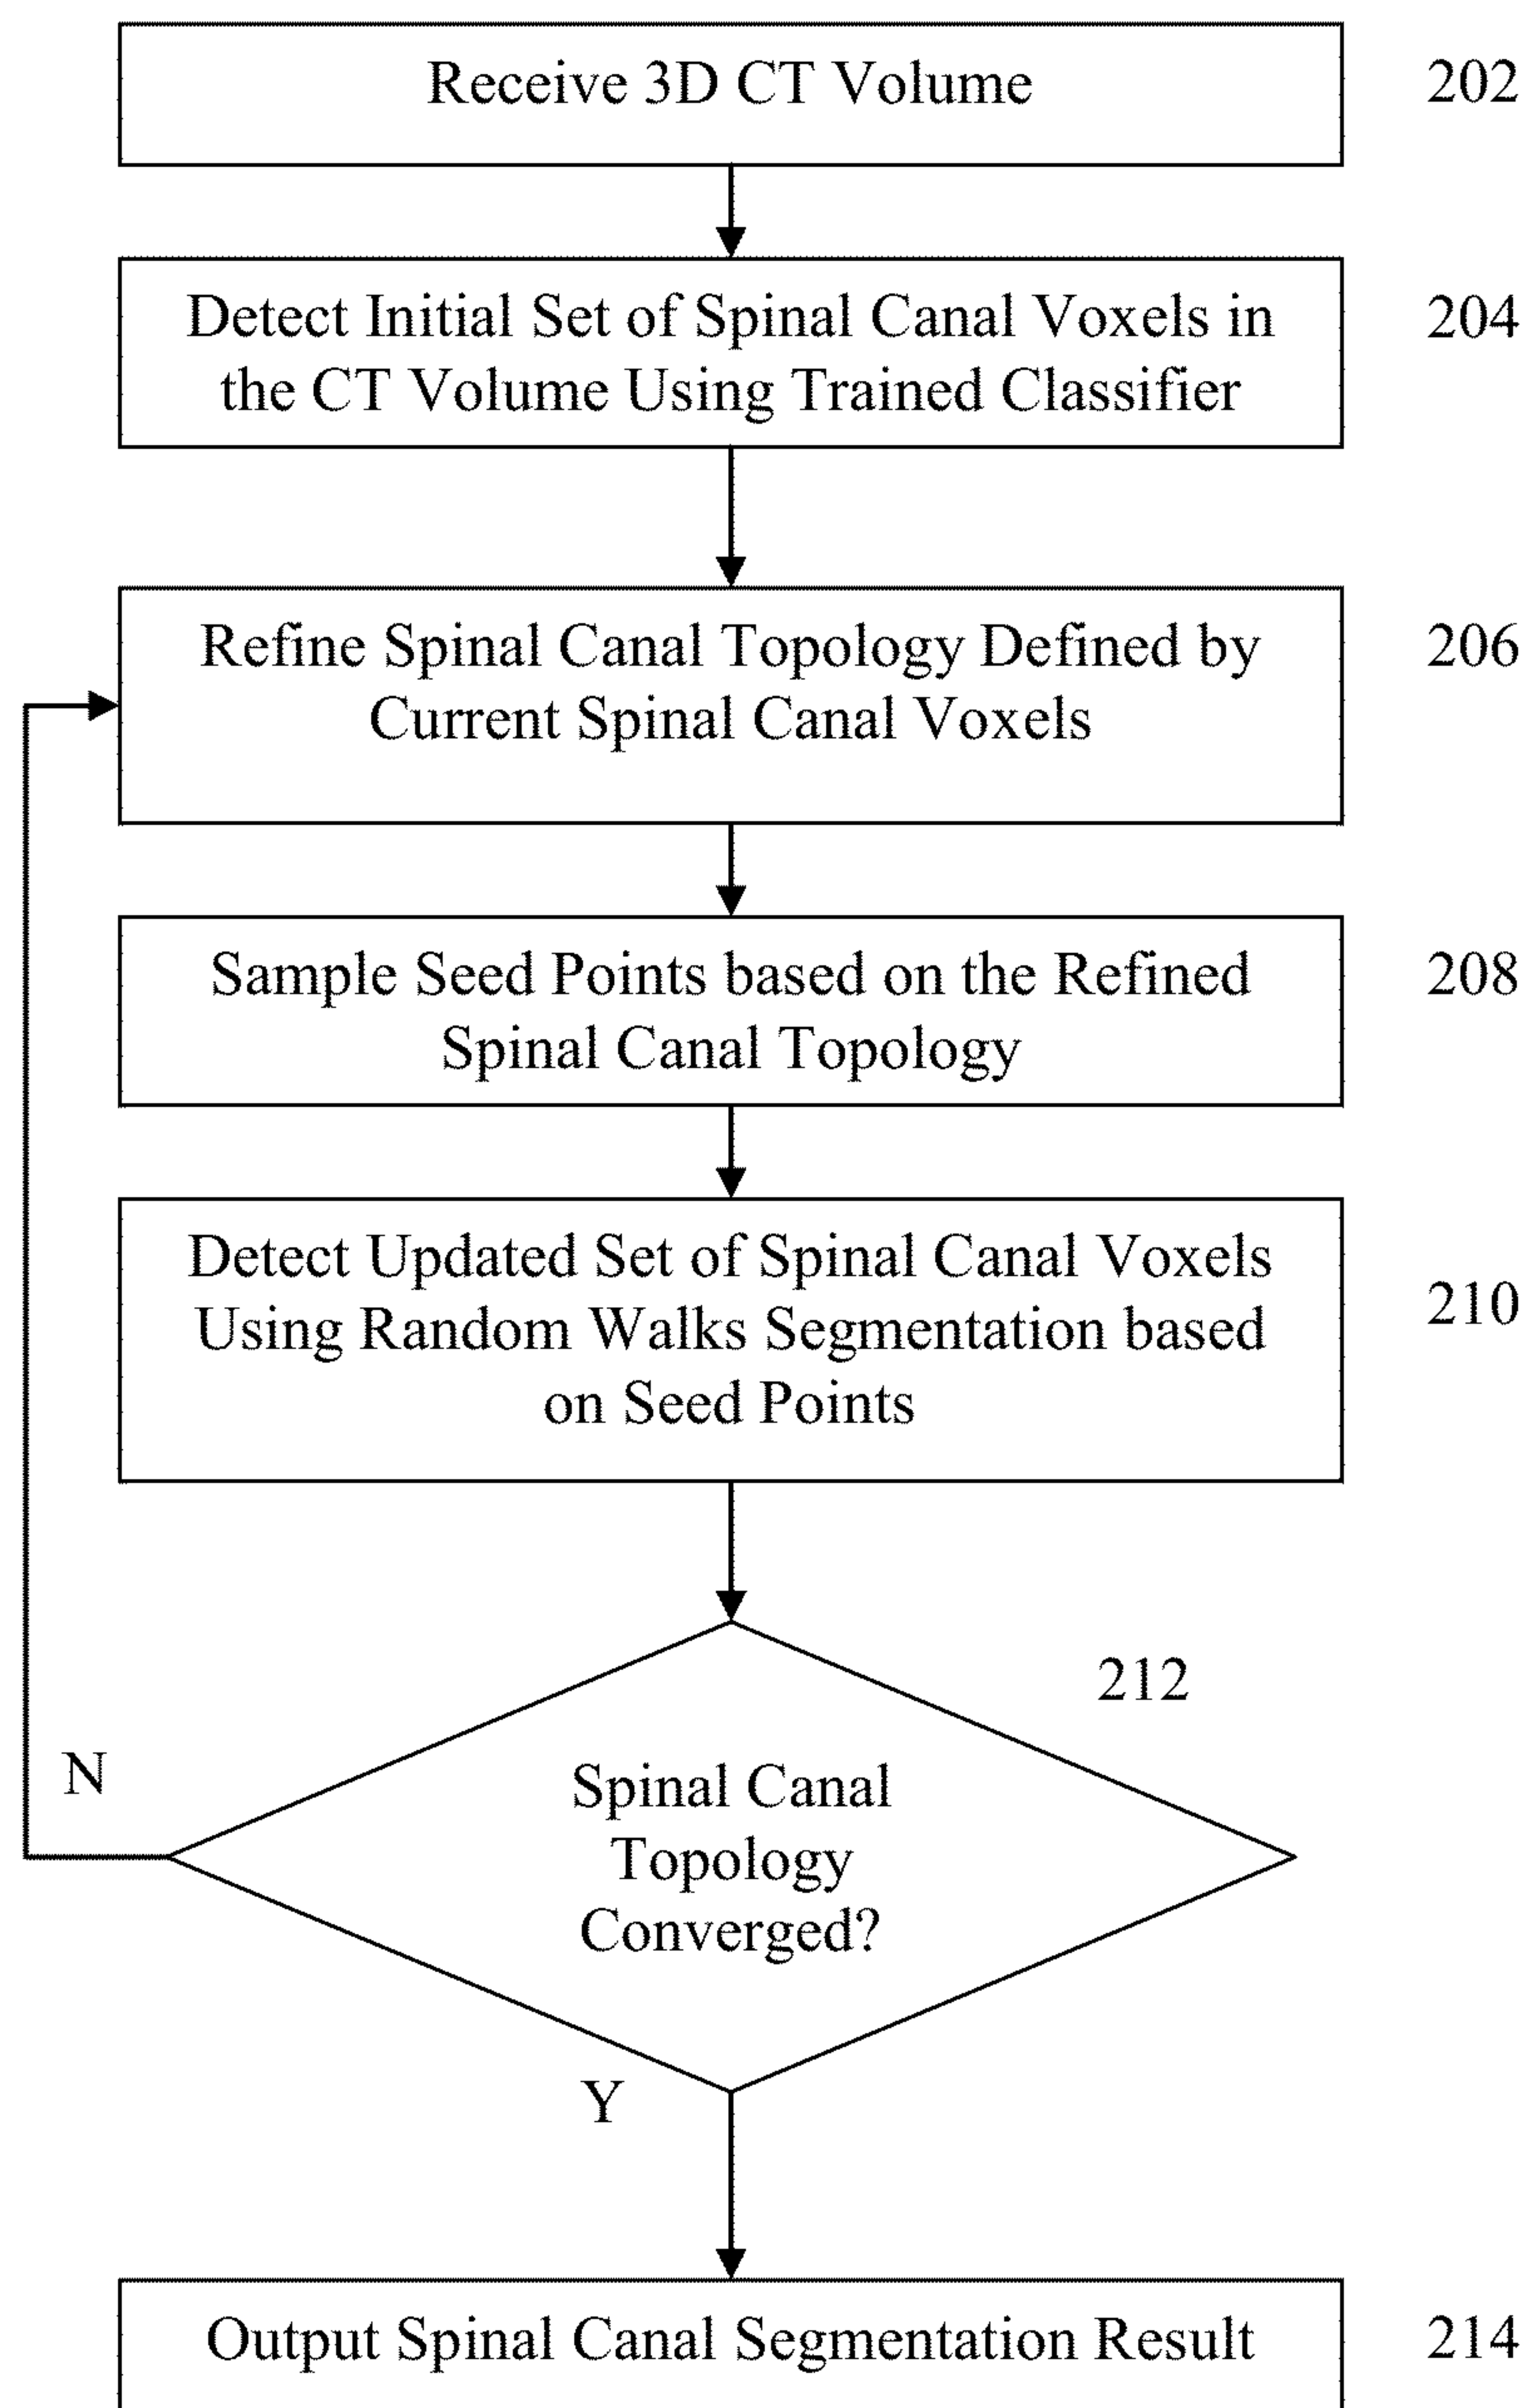 Receive 3D CT Volume
202
Detect Initial Set of Spinal Canal Voxels in
the CT Volume Using Trained Classifier
204
Refine Spinal Canal Topology Defined by
Current Spinal Canal Voxels
206
Sample Seed Points based on the Refined
Spinal Canal Topology
208
Detect Updated Set of Spinal Canal Voxels
Using Random Walks Segmentation based
on Seed Points
210
212
N
Spinal Canal
Topology
Converged?
Y
Output Spinal Canal Segmentation Result
214